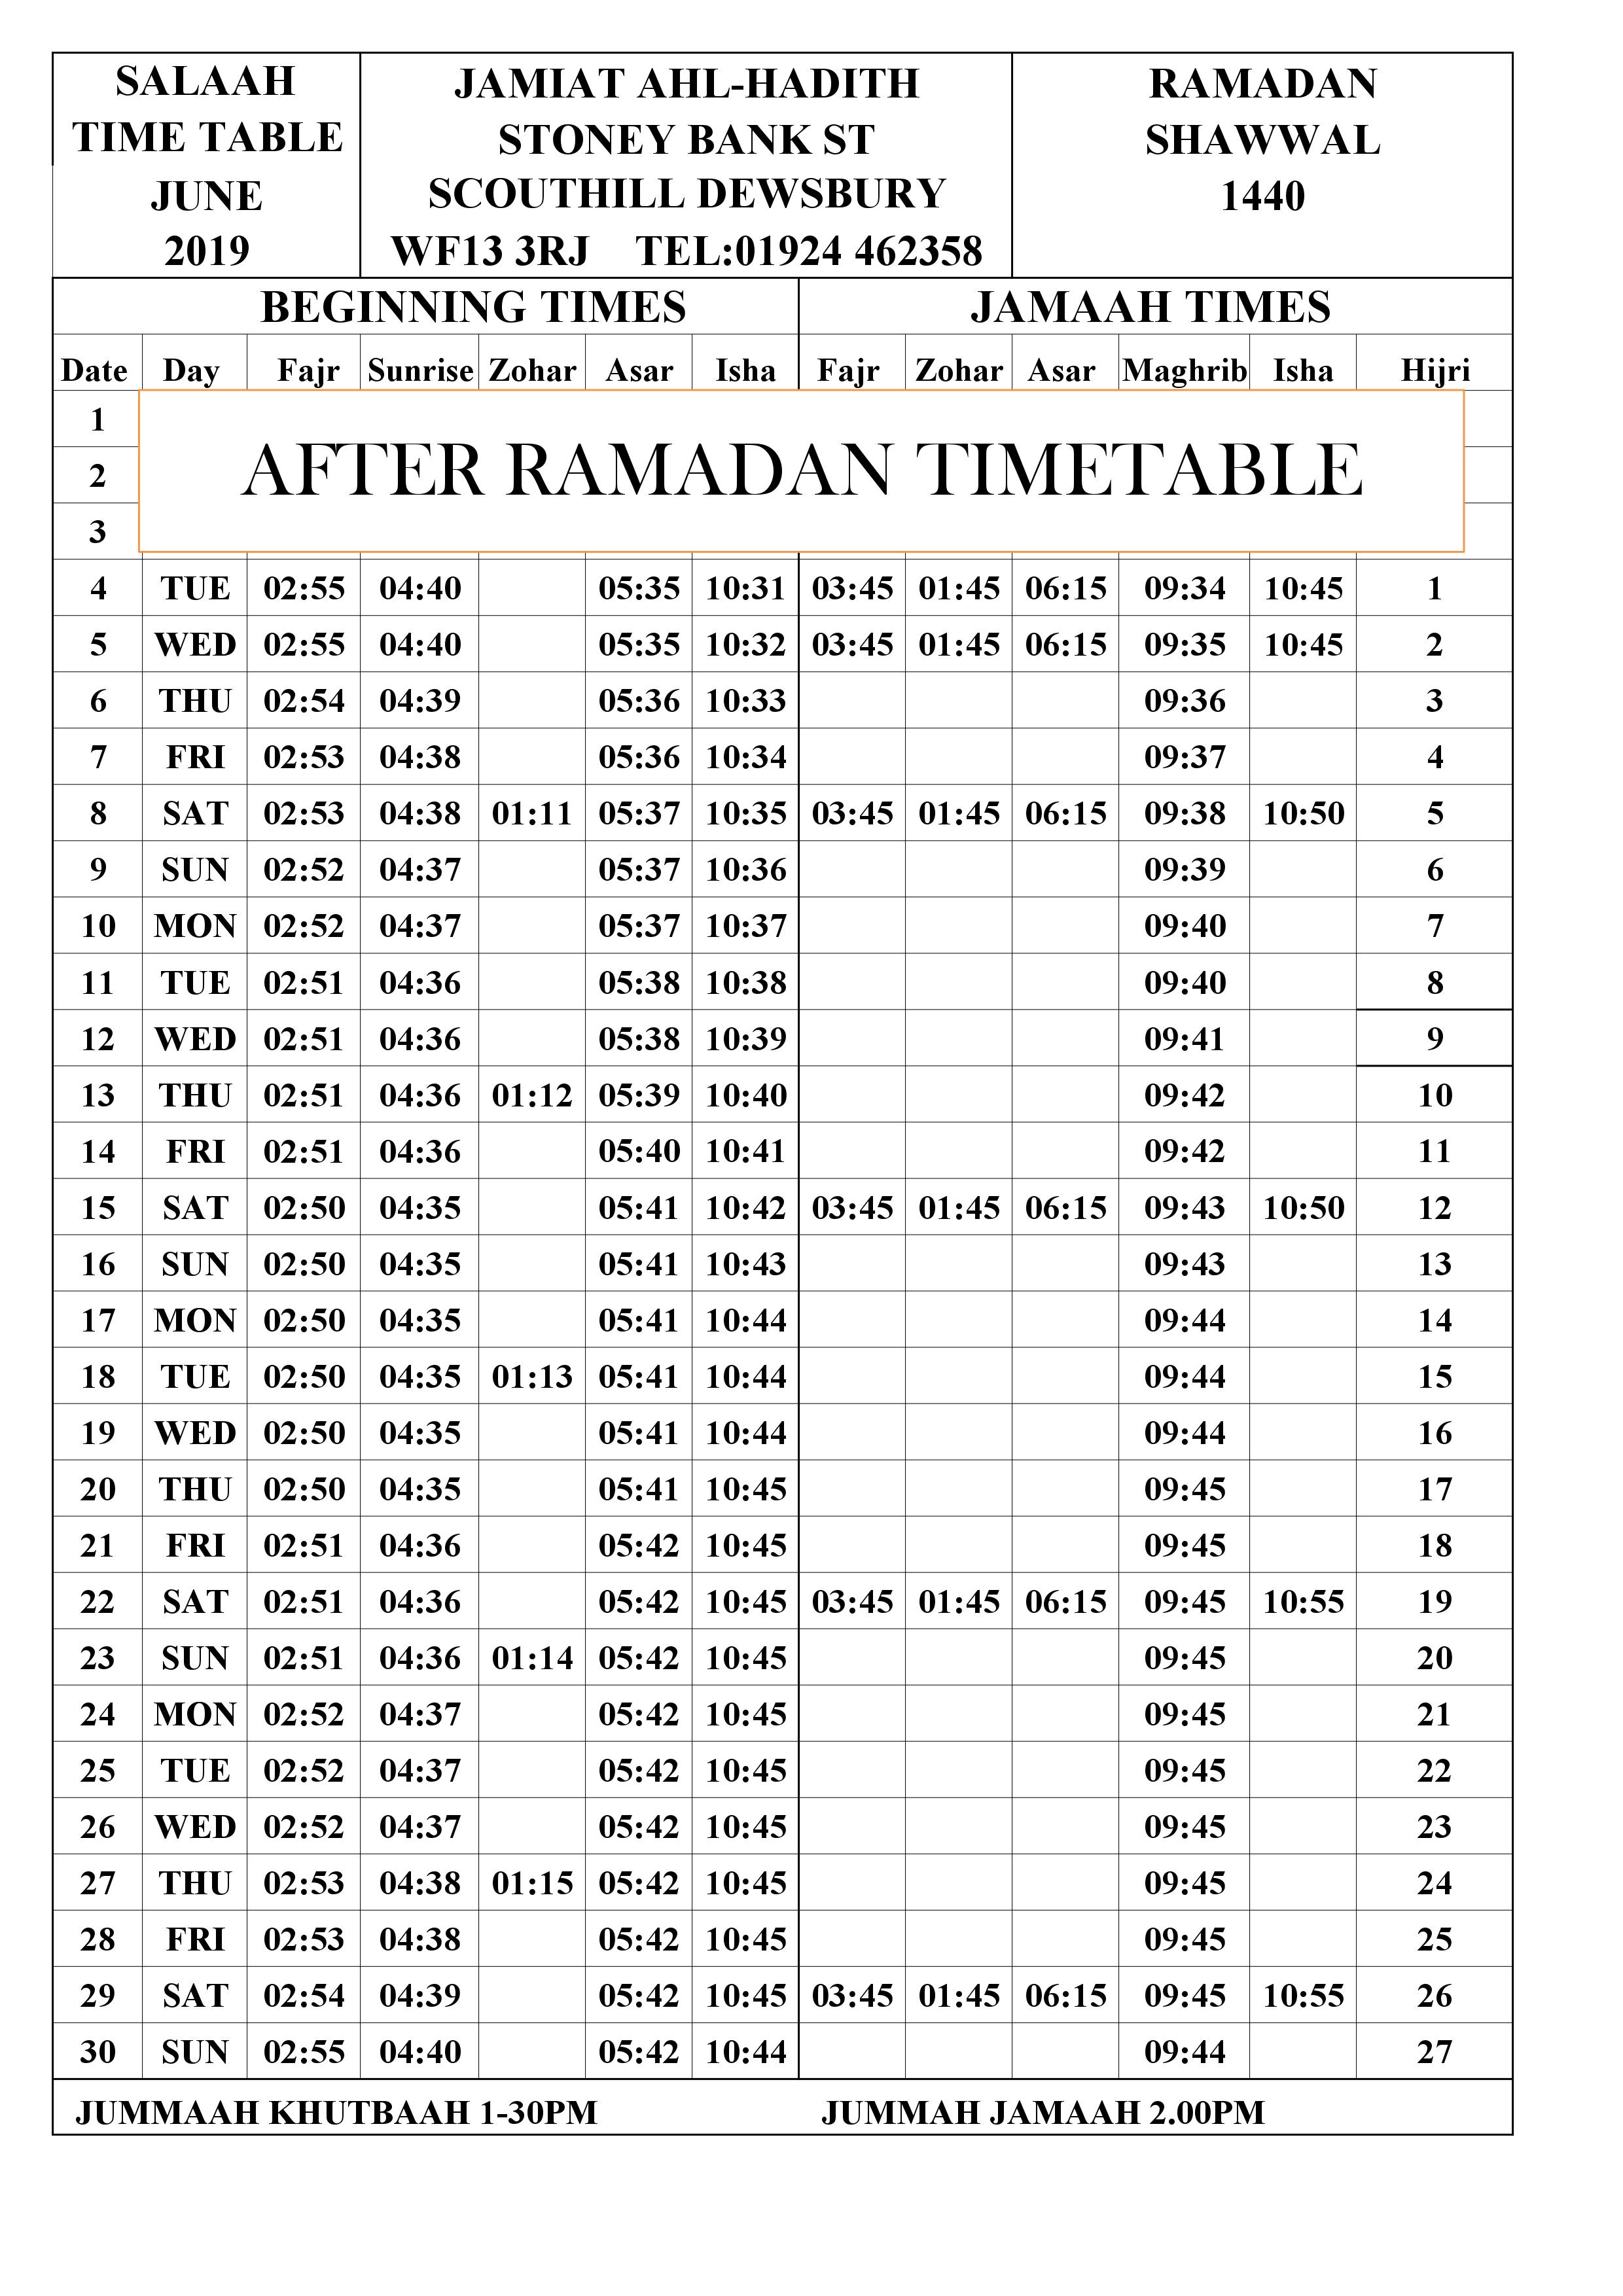 SALAAH
TIME TABLE
JUNE
2019
JAMIAT AHL-HADITH
STONEY BANK ST
SCOUTHILL DEWSBURY
WF13 3RJ TEL:01924 462358
RAMADAN
SHAWWAL
1440
BEGINNING TIMES JAMAAH TIMES
Date Day Fajr Sunrise Zohar Asar Isha Fajr Zohar Asar Maghrib Isha Hijri
1
2
3
AFTER RAMADAN TIMETABLE
4 TUE 02:55 04:40 05:35 10:31 03:45 01:45 06:15 09:34 10:45 1
5 WED 02:55 04:40 05:35 10:32 03:45 01:45 06:15 09:35 10:45 2
6 THU 02:54 04:39 05:36 10:33 09:36 3
7 FRI 02:53 04:38 05:36 10:34 09:37 4
8 SAT 02:53 04:38 01:11 05:37 10:35 03:45 01:45 06:15 09:38 10:50 5
9 SUN 02:52 04:37 05:37 10:36 09:39 6
10 MON 02:52 04:37 05:37 10:37 09:40 7
11 TUE 02:51 04:36 05:38 10:38 09:40 8
12 WED 02:51 04:36 05:38 10:39 09:41 9
13 THU 02:51 04:36 01:12 05:39 10:40 09:42 10
14 FRI 02:51 04:36 05:40 10:41 09:42 11
15 SAT 02:50 04:35 05:41 10:42 03:45 01:45 06:15 09:43 10:50 12
16 SUN 02:50 04:35 05:41 10:43 09:43 13
17 MON 02:50 04:35 05:41 10:44 09:44 14
18 TUE 02:50 04:35 01:13 05:41 10:44 09:44 15
19 WED 02:50 04:35 05:41 10:44 09:44 16
20 THU 02:50 04:35 05:41 10:45 09:45 17
21 FRI 02:51 04:36 05:42 10:45 09:45 18
22 SAT 02:51 04:36 05:42 10:45 03:45 01:45 06:15 09:45 10:55 19
23 SUN 02:51 04:36 01:14 05:42 10:45 09:45 20
24 MON 02:52 04:37 05:42 10:45 09:45 21
25 TUE 02:52 04:37 05:42 10:45 09:45 22
26 WED 02:52 04:37 05:42 10:45 09:45 23
27 THU 02:53 04:38 01:15 05:42 10:45 09:45 24
28 FRI 02:53 04:38 05:42 10:45 09:45 25
29 SAT 02:54 04:39 05:42 10:45 03:45 01:45 06:15 09:45 10:55 26
30 SUN 02:55 04:40 05:42 10:44 09:44 27
JUMMAAH KHUTBAAH 1-30PM JUMMAH JAMAAH 2.00PM